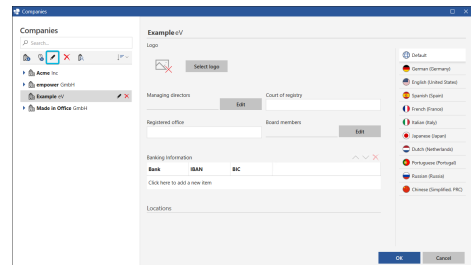 Companies
Companies
Search...
Acme Inc
empower GmbH
Example eV
Made in Office GmbH
Example eV
Logo
Select logo
Managing directors
Edit
Court of registry
Registered office
Board members
Edit
Banking Information
Bank IBAN BIC
Click here to add a new item
Locations
Default
German (Germany)
English (United States)
Spanish (Spain)
French (France)
Italian (Italy)
Japanese (Japan)
Dutch (Netherlands)
Portuguese (Portugal)
Russian (Russia)
Chinese (Simplified, PRC)
OK Cancel